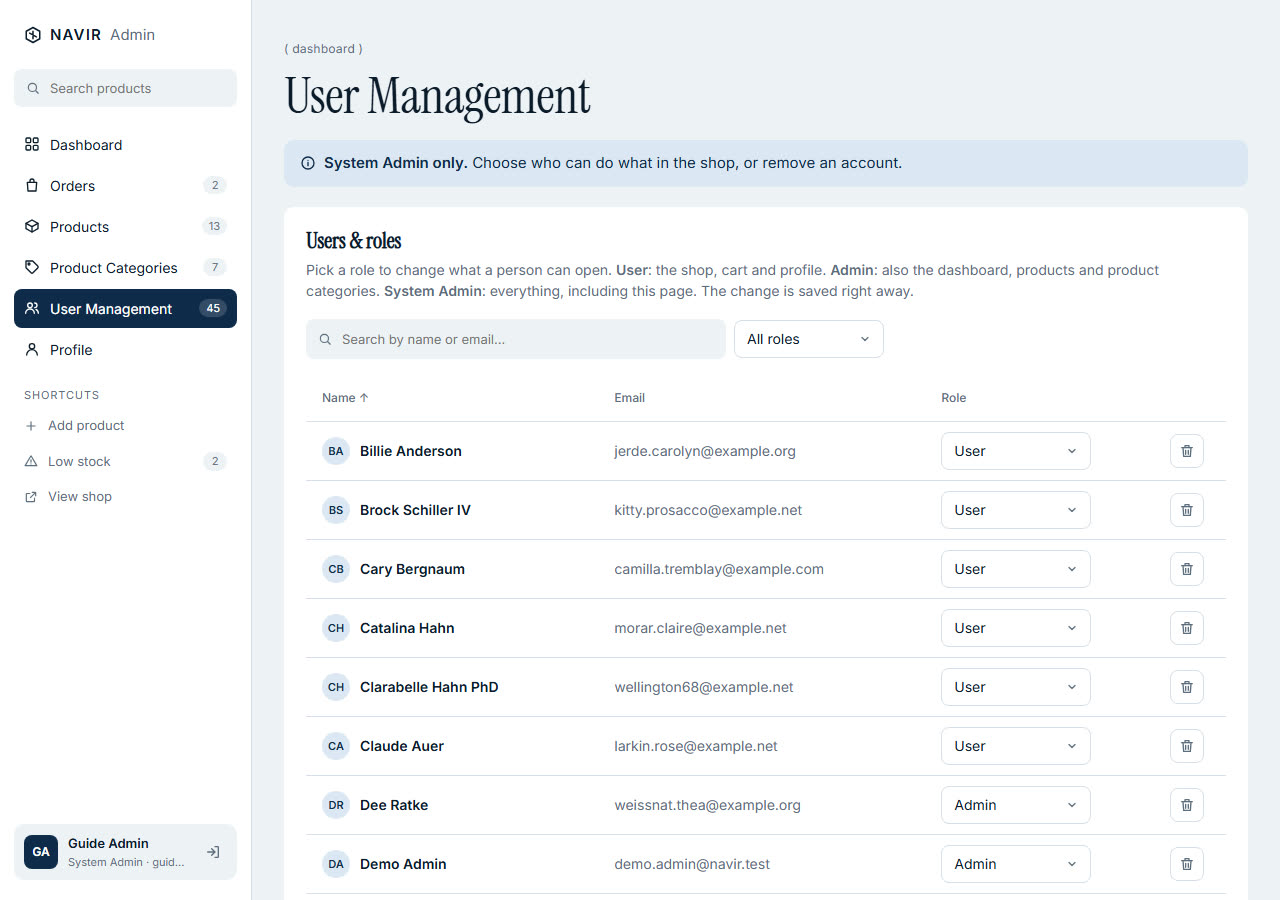 NAVIR Admin
Search products
Dashboard
Orders 2
Products 13
Product Categories 7
User Management 45
Profile
SHORTCUTS
Add product
Low stock 2
View shop
GA
Guide Admin
System Admin · guid...
( dashboard )
User Management
System Admin only. Choose who can do what in the shop, or remove an account.
Users & roles
Pick a role to change what a person can open. User: the shop, cart and profile. Admin: also the dashboard, products and product
categories. System Admin: everything, including this page. The change is saved right away.
Search by name or email... All roles
Name ↑ Email Role
BA Billie Anderson jerde.carolyn@example.org User
BS Brock Schiller IV kitty.prosacco@example.net User
CB Cary Bergnaum camilla.tremblay@example.com User
CH Catalina Hahn morar.claire@example.net User
CH Clarabelle Hahn PhD wellington68@example.net User
CA Claude Auer larkin.rose@example.net User
DR Dee Ratke weissnat.thea@example.org Admin
DA Demo Admin demo.admin@navir.test Admin